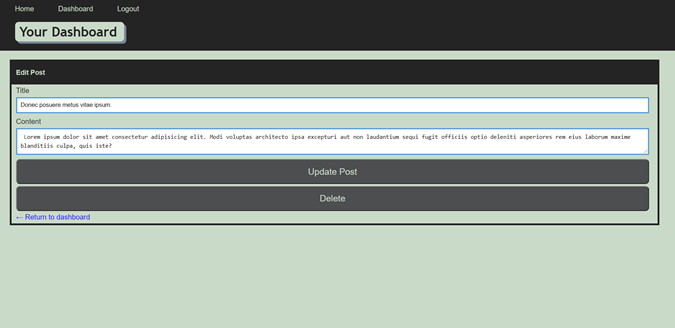 Home Dashboard Logout
Your Dashboard
Edit Post
Title
Donec posuere metus vitae ipsum.
Content
Lorem ipsum dolor sit amet consectetur adipisicing elit. Modi voluptas architecto ipsa excepturi aut non laudantium sequi fugit officiis optio deleniti asperiores rem eius laborum maxime
blanditiis culpa, quis iste?
Update Post
Delete
← Return to dashboard